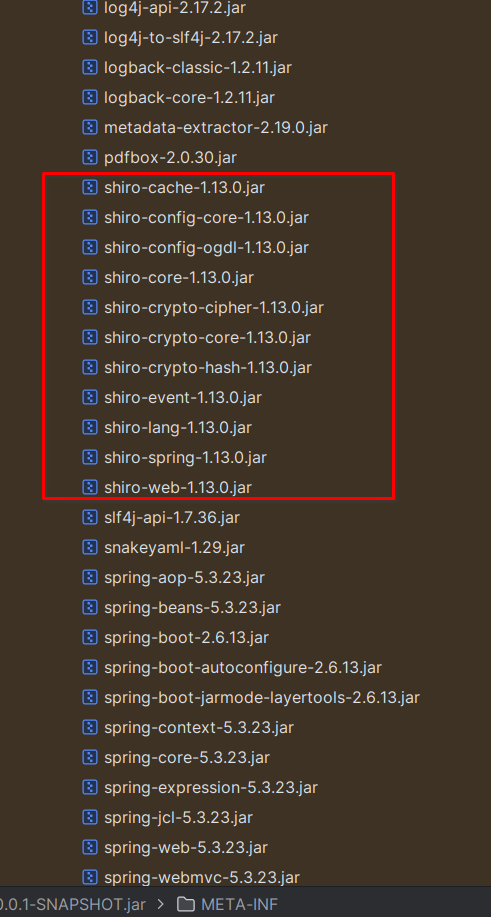 log4j-api-2.17.2.jar
log4j-to-slf4j-2.17.2.jar
logback-classic-1.2.11.jar
logback-core-1.2.11.jar
metadata-extractor-2.19.0.jar
pdfbox-2.0.30.jar
shiro-cache-1.13.0.jar
shiro-config-core-1.13.0.jar
shiro-config-ogdl-1.13.0.jar
shiro-core-1.13.0.jar
shiro-crypto-cipher-1.13.0.jar
shiro-crypto-core-1.13.0.jar
shiro-crypto-hash-1.13.0.jar
shiro-event-1.13.0.jar
shiro-lang-1.13.0.jar
shiro-spring-1.13.0.jar
shiro-web-1.13.0.jar
slf4j-api-1.7.36.jar
snakeyaml-1.29.jar
spring-aop-5.3.23.jar
spring-beans-5.3.23.jar
spring-boot-2.6.13.jar
spring-boot-autoconfigure-2.6.13.jar
spring-boot-jarmode-layertools-2.6.13.jar
spring-context-5.3.23.jar
spring-core-5.3.23.jar
spring-expression-5.3.23.jar
spring-jcl-5.3.23.jar
spring-web-5.3.23.jar
spring-webmvc-5.3.23.jar
0.0.1-SNAPSHOT.jar > META-INF